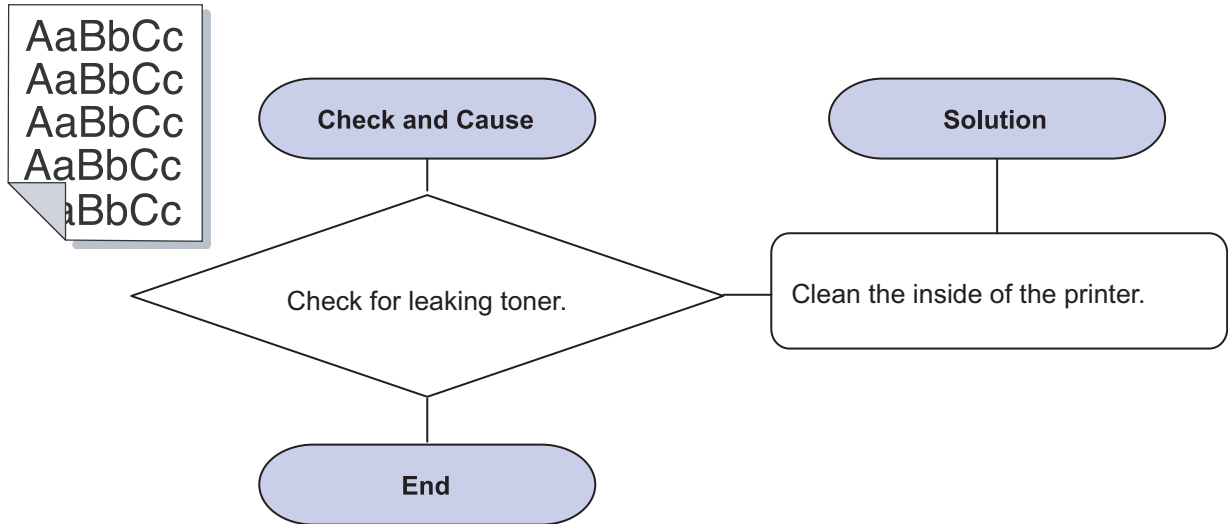 AaBbCc
AaBbCc
AaBbCc
AaBbCc
aBbCc
Check and Cause
Solution
Check for leaking toner.
Clean the inside of the printer.
End